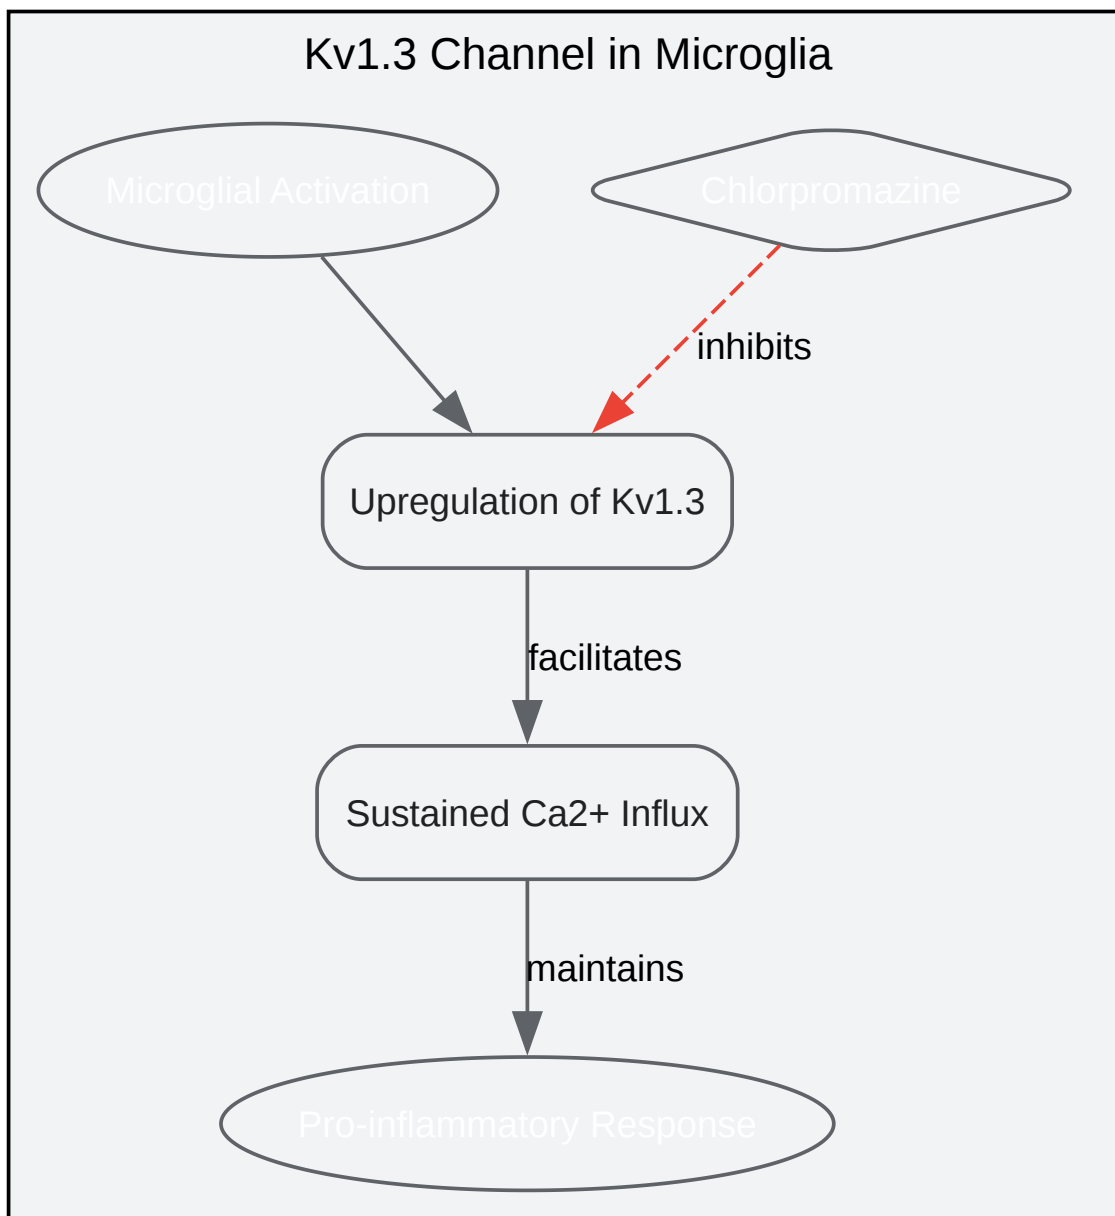 Kv1.3 Channel in Microglia
Microglial Activation
Chlorpromazine
inhibits
Upregulation of Kv1.3
facilitates
Sustained Ca2+ Influx
maintains
Pro-inflammatory Response